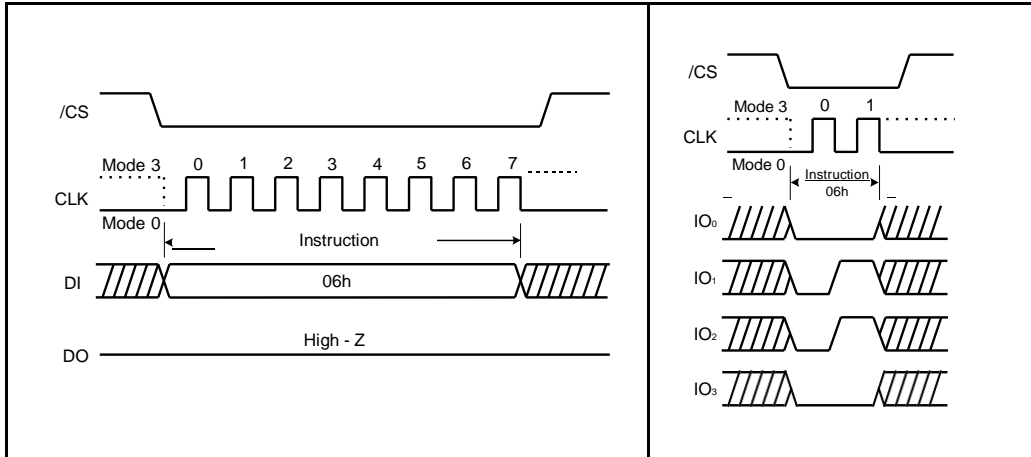 /CS
Mode 3 0 1 2 3 4 5 6 7
CLK
Mode 0
Instruction
DI 06h
High - Z
DO
/CS
Mode 3 0 1
CLK
Mode 0
Instruction
06h
IO₀
IO₁
IO₂
IO₃